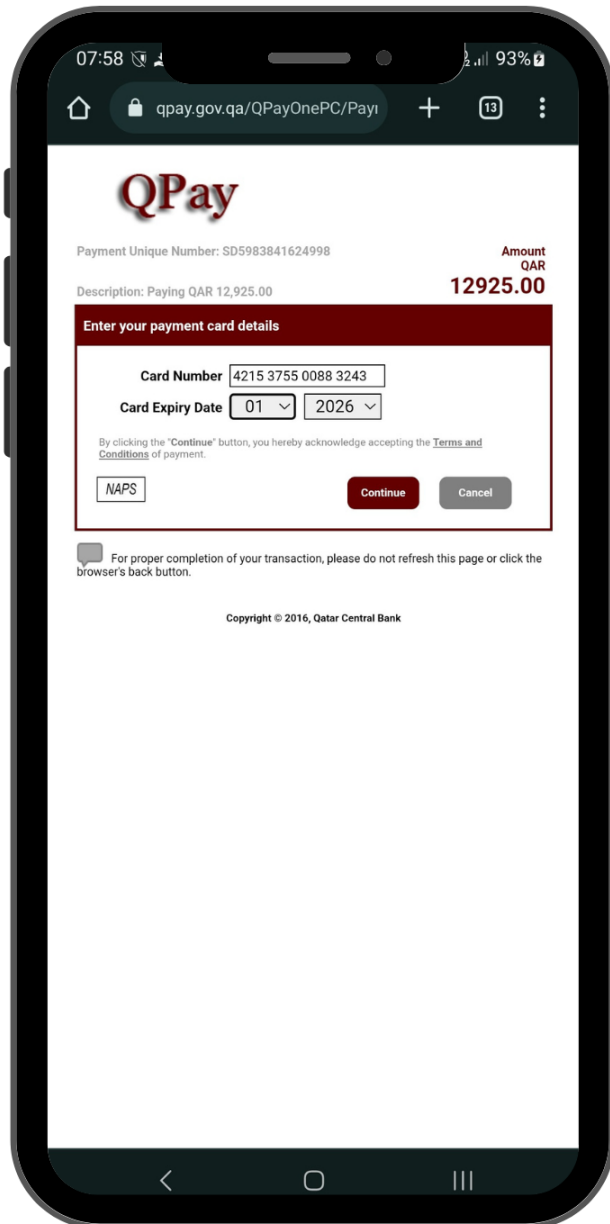 07:58 93%
qpay.gov.qa/QPayOnePC/Payı 13
QPay
Payment Unique Number: SD5983841624998
Amount
QAR
12925.00
Description: Paying QAR 12,925.00
Enter your payment card details
Card Number 4215 3755 0088 3243
Card Expiry Date 01 2026
By clicking the "Continue" button, you hereby acknowledge accepting the Terms and
Conditions of payment.
NAPS Continue Cancel
For proper completion of your transaction, please do not refresh this page or click the
browser's back button.
Copyright © 2016, Qatar Central Bank